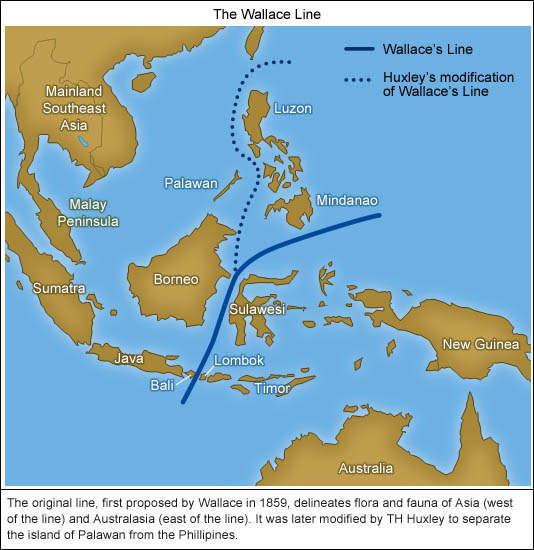 The Wallace Line
Wallace's Line
Huxley's modification
of Wallace's Line
Mainland
Southeast
Asia
Luzon
Palawan
Mindanao
Malay
Peninsula
Borneo
Sumatra
Sulawesi
New Guinea
Java
Lombok
Bali
Timor
Australia
The original line, first proposed by Wallace in 1859, delineates flora and fauna of Asia (west
of the line) and Australasia (east of the line). It was later modified by TH Huxley to separate
the island of Palawan from the Phillipines.